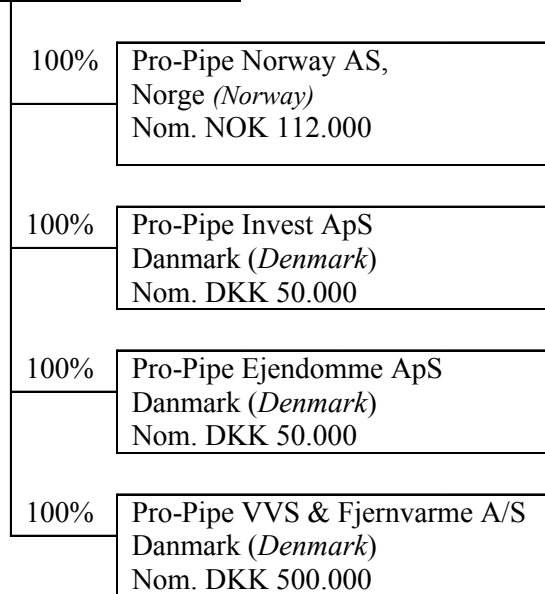 100%
Pro-Pipe Norway AS,
Norge (Norway)
Nom. NOK 112.000
100%
Pro-Pipe Invest ApS
Danmark (Denmark)
Nom. DKK 50.000
100%
Pro-Pipe Ejendomme ApS
Danmark (Denmark)
Nom. DKK 50.000
100%
Pro-Pipe VVS & Fjernvarme A/S
Danmark (Denmark)
Nom. DKK 500.000